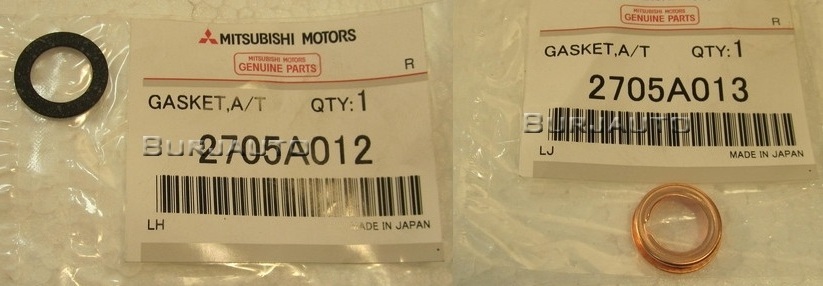 MITSUBISHI MOTORS
MITSUBISHI MOTORS
GENUINE PARTS
R
GASKET,A/T QTY:1
2705A012
BURJAUTO
LH MADE IN JAPAN
MITSUBISHI MOTORS
GENUINE PARTS
R
GASKET,A/T QTY:1
2705A013
BURJAUTO
LJ MADE IN JAPAN